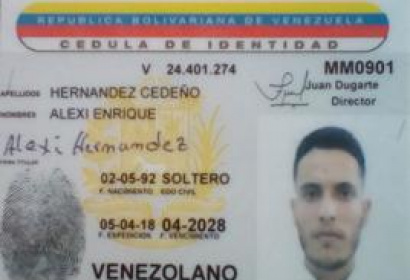 REPUBLICA BOLIVARIANA DE VENEZUELA
CEDULA DE IDENTIDAD
V 24.401.274 MM0901
APELLIDOS HERNANDEZ CEDEÑO
Juan Dugarte
Director
NOMBRES ALEXI ENRIQUE
Alexi Hernandez
FIRMA TITULAR
02-05-92 SOLTERO
F. NACIMIENTO EDO CIVIL
05-04-18 04-2028
F. EXPEDICION F. VENCIMIENTO
VENEZOLANO